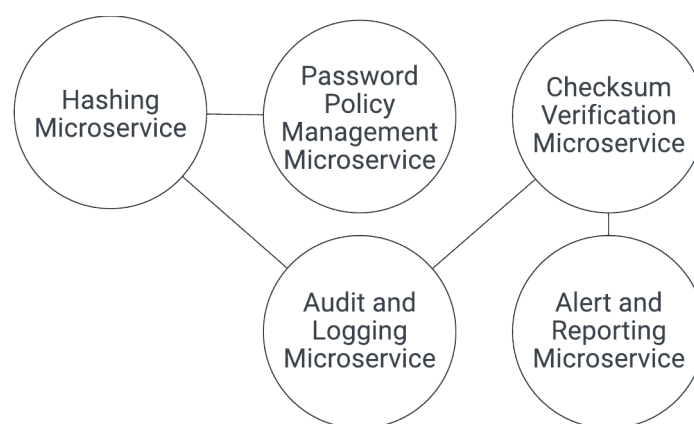 Hashing
Microservice
Password
Policy
Management
Microservice
Checksum
Verification
Microservice
Audit and
Logging
Microservice
Alert and
Reporting
Microservice